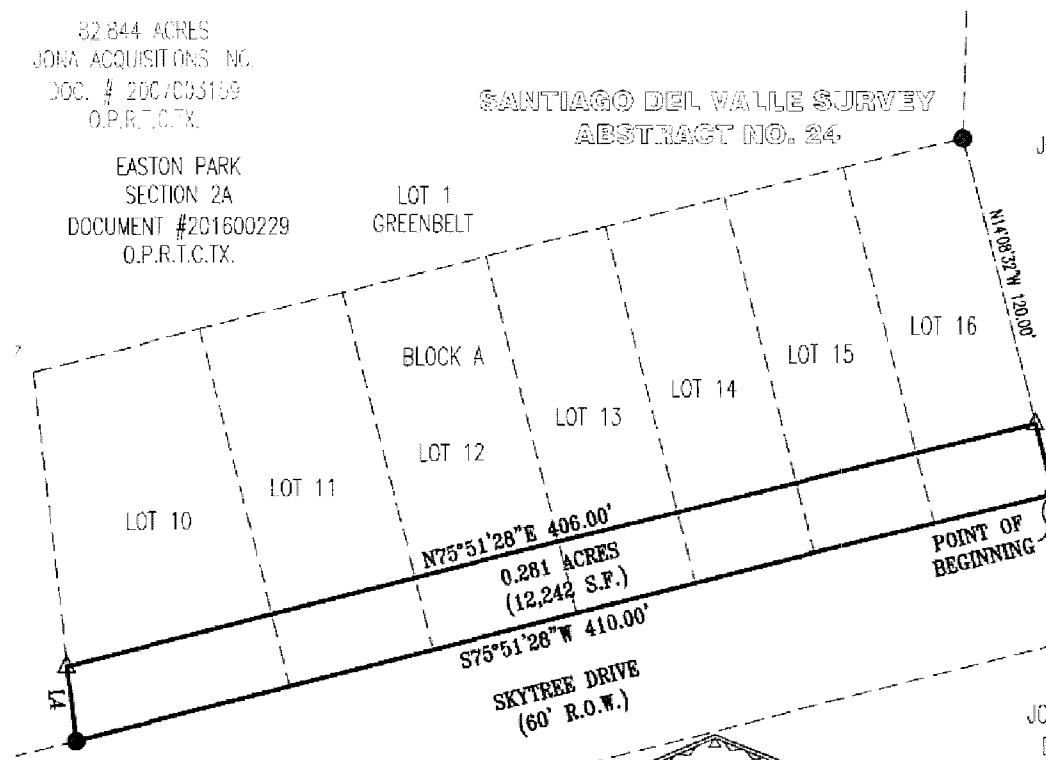 82.844 ACRES
JONA ACQUISITIONS INC.
DOC. #
O.P.R.T.C.TX.
SANTIAGO DEL VALLE SURVEY
ABSTRACT NO. 24
EASTON PARK
SECTION 2A
DOCUMENT #201600229
O.P.R.T.C.TX.
LOT 1
GREENBELT
N14°08'32"W 120.00'
LOT 16
LOT 15
BLOCK A
LOT 14
LOT 13
LOT 12
LOT 11
LOT 10
N75°51'28"E 406.00'
0.281 ACRES
(12,242 S.F.)
S75°51'28"W 410.00'
POINT OF
BEGINNING
L4
SKYTREE DRIVE
(60' R.O.W.)